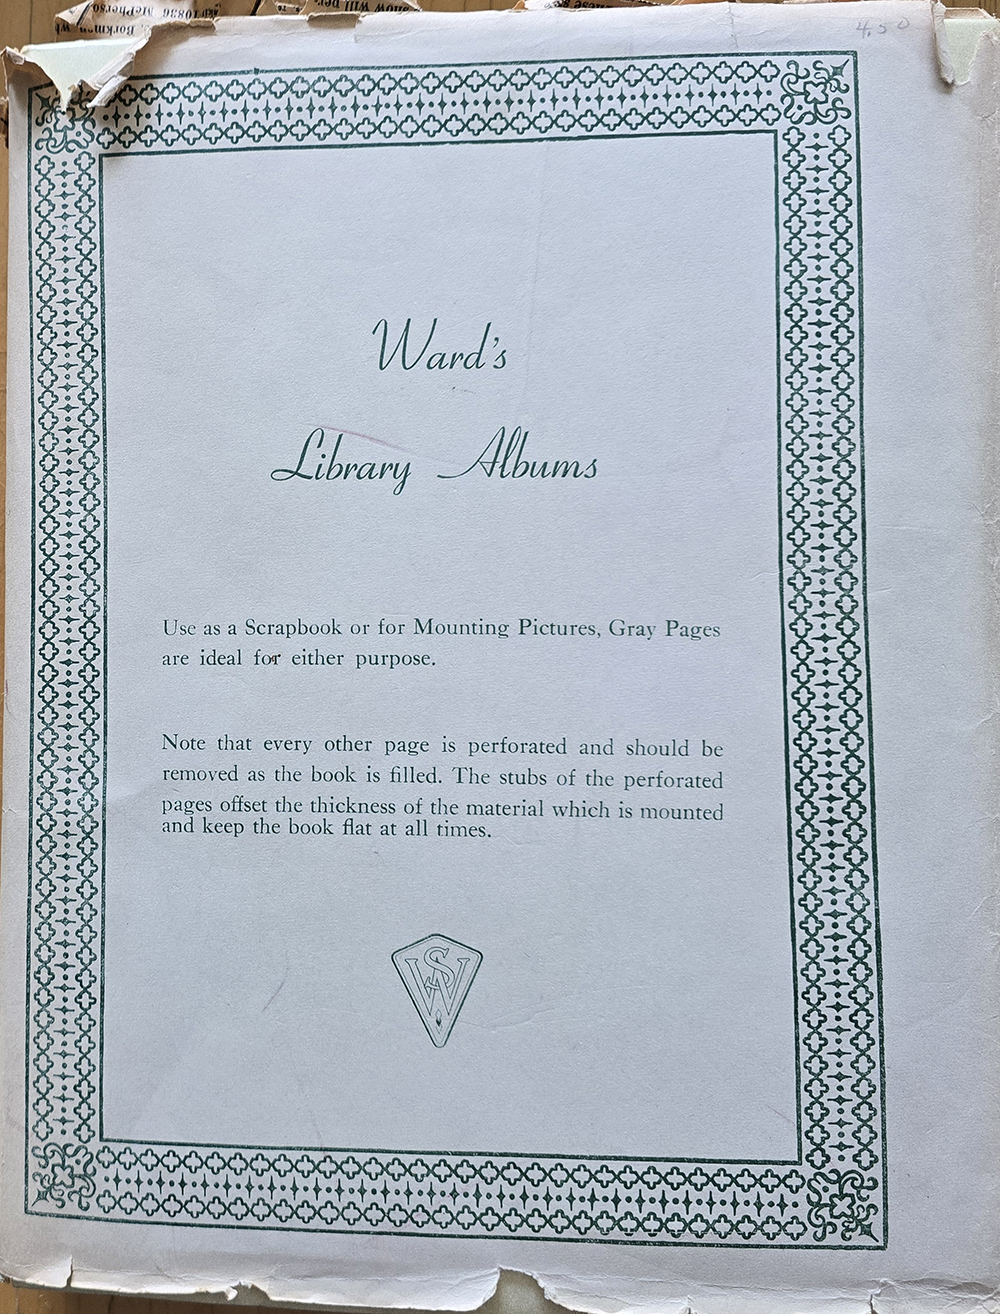 4.50
Ward's
Library Albums
Use as a Scrapbook or for Mounting Pictures, Gray Pages
are ideal for either purpose.
Note that every other page is perforated and should be
removed as the book is filled. The stubs of the perforated
pages offset the thickness of the material which is mounted
and keep the book flat at all times.
SW